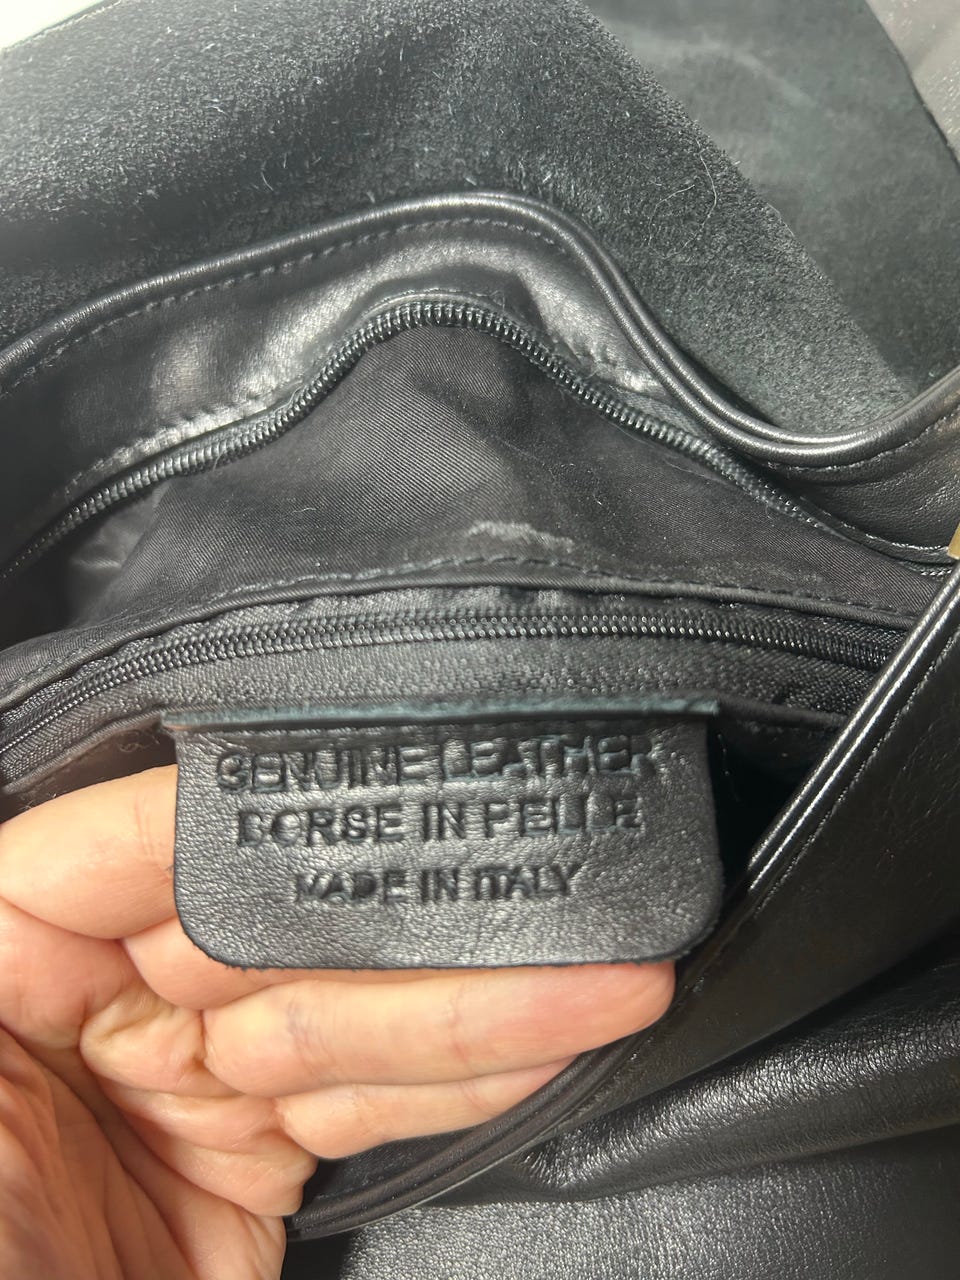 GENUINE LEATHER
BORSE IN PELLE
MADE IN ITALY